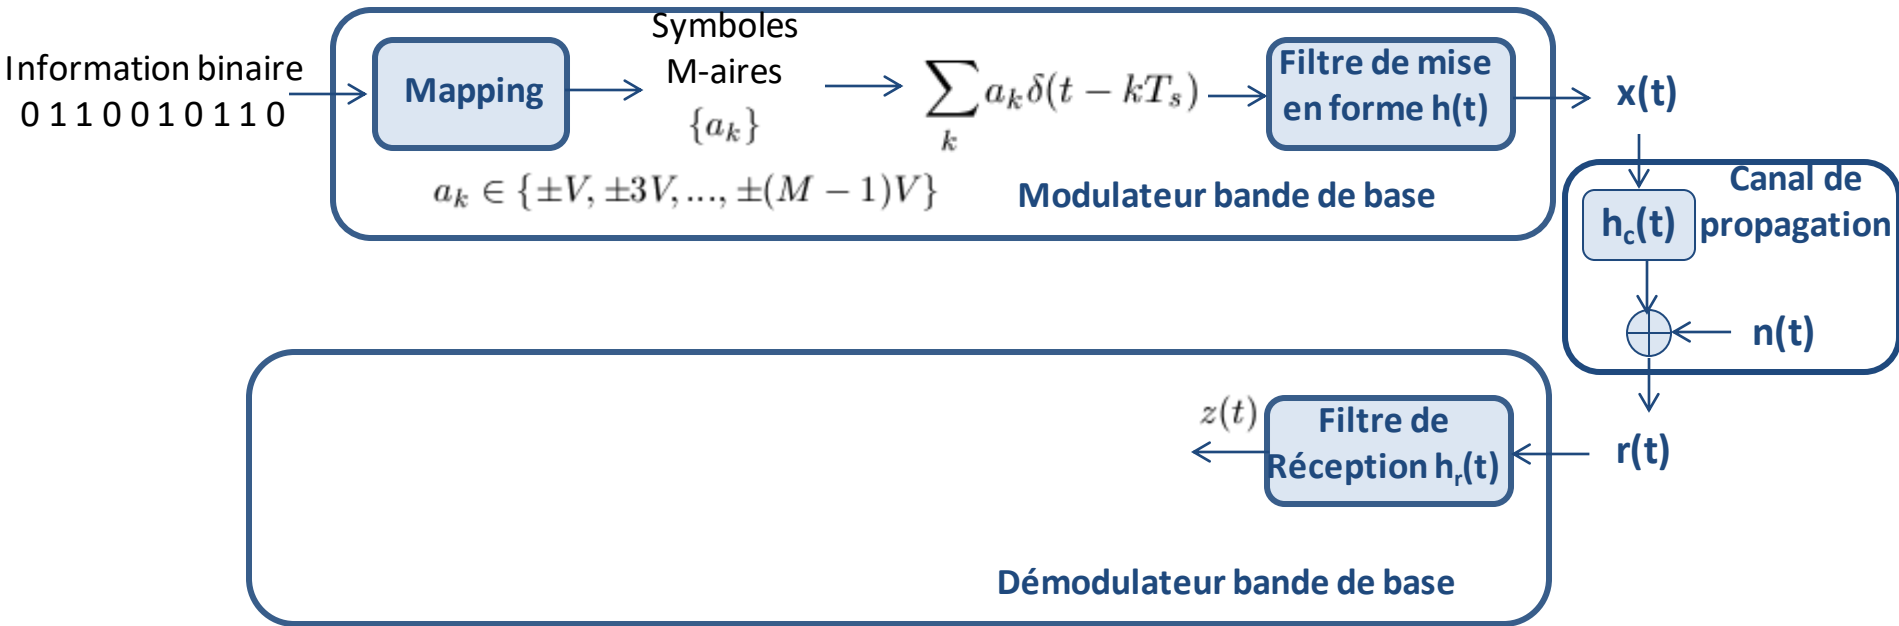 Information binaire
0 1 1 0 0 1 0 1 1 0
Mapping
Symboles
M-aires
{a_k}
\sum_k a_k δ(t − kT_s)
Filtre de mise
en forme h(t)
x(t)
a_k ∈ {±V, ±3V, ..., ±(M − 1)V}
Modulateur bande de base
Canal de
propagation
h_c(t)
n(t)
r(t)
Filtre de
Réception h_r(t)
z(t)
Démodulateur bande de base